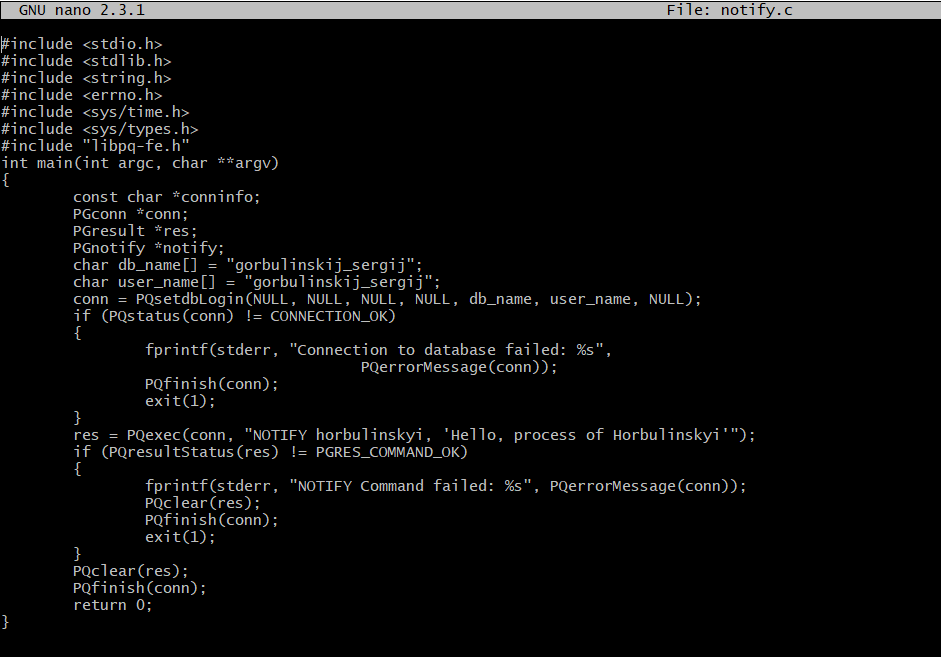 GNU nano 2.3.1 File: notify.c
#include <stdio.h>
#include <stdlib.h>
#include <string.h>
#include <errno.h>
#include <sys/time.h>
#include <sys/types.h>
#include "libpq-fe.h"
int main(int argc, char **argv)
{
        const char *conninfo;
        PGconn *conn;
        PGresult *res;
        PGnotify *notify;
        char db_name[] = "gorbulinskij_sergij";
        char user_name[] = "gorbulinskij_sergij";
        conn = PQsetdbLogin(NULL, NULL, NULL, NULL, db_name, user_name, NULL);
        if (PQstatus(conn) != CONNECTION_OK)
        {
                fprintf(stderr, "Connection to database failed: %s",
                                        PQerrorMessage(conn));
                PQfinish(conn);
                exit(1);
        }
        res = PQexec(conn, "NOTIFY horbulinskyi, 'Hello, process of Horbulinskyi'");
        if (PQresultStatus(res) != PGRES_COMMAND_OK)
        {
                fprintf(stderr, "NOTIFY Command failed: %s", PQerrorMessage(conn));
                PQclear(res);
                PQfinish(conn);
                exit(1);
        }
        PQclear(res);
        PQfinish(conn);
        return 0;
}